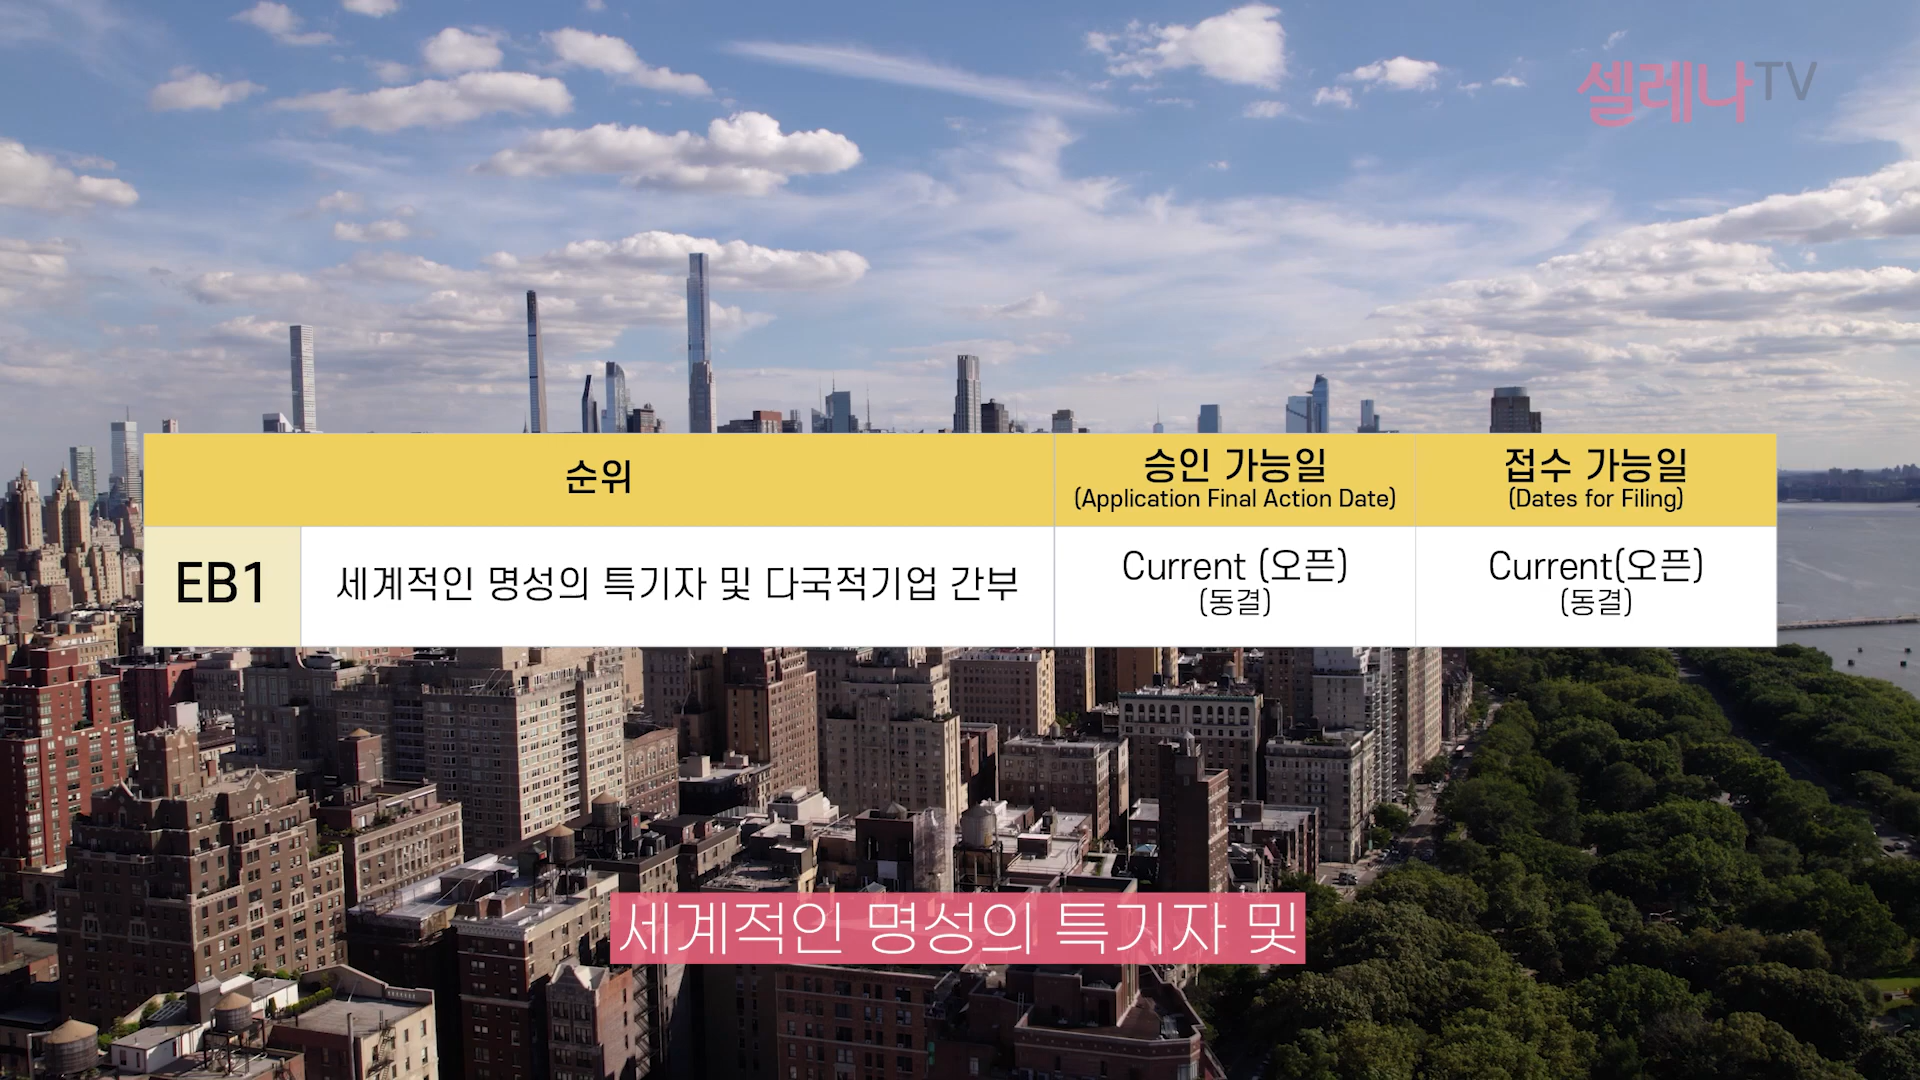 셀레나TV
순위
승인 가능일
(Application Final Action Date)
접수 가능일
(Dates for Filing)
EB1
세계적인 명성의 특기자 및 다국적기업 간부
Current (오픈)
(동결)
Current(오픈)
(동결)
세계적인 명성의 특기자 및